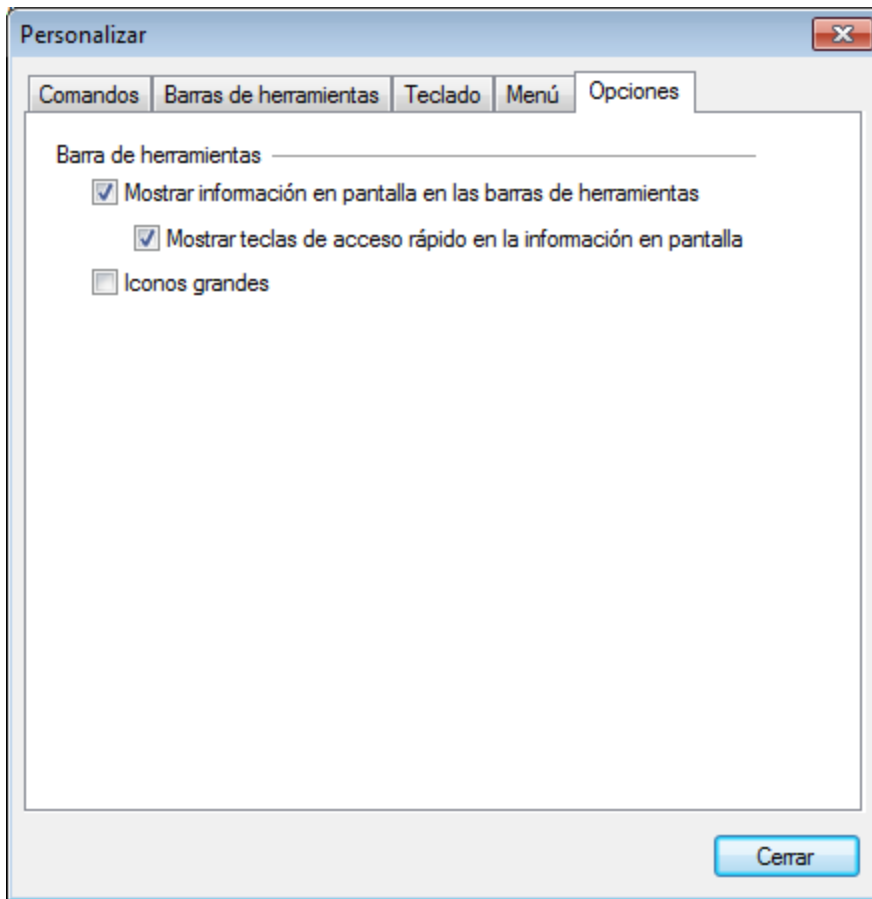 Personalizar
Comandos Barras de herramientas Teclado Menú Opciones
Barra de herramientas
Mostrar información en pantalla en las barras de herramientas
Mostrar teclas de acceso rápido en la información en pantalla
Iconos grandes
Cerrar